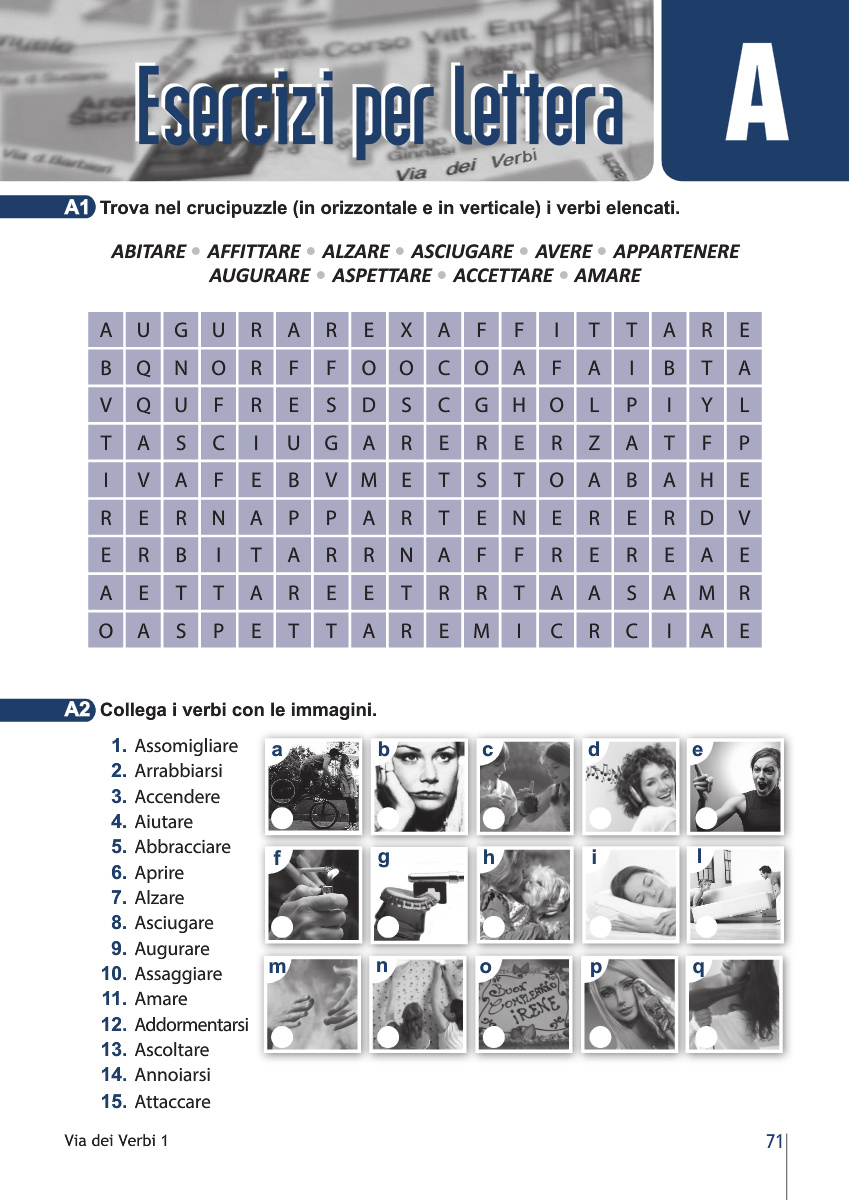 Corso Vitt. Em
Via dei Verbi
Esercizi per lettera
A
A1 Trova nel crucipuzzle (in orizzontale e in verticale) i verbi elencati.
ABITARE • AFFITTARE • ALZARE • ASCIUGARE • AVERE • APPARTENERE
AUGURARE • ASPETTARE • ACCETTARE • AMARE
A U G U R A R E X A F F I T T A R E
B Q N O R F F O O C O A F A I B T A
V Q U F R E S D S C G H O L P I Y L
T A S C I U G A R E R E R Z A T F P
I V A F E B V M E T S T O A B A H E
R E R N A P P A R T E N E R E R D V
E R B I T A R R N A F F R E R E A E
A E T T A R E E T R R T A A S A M R
O A S P E T T A R E M I C R C I A E
A2 Collega i verbi con le immagini.
1. Assomigliare
2. Arrabbiarsi
3. Accendere
4. Aiutare
5. Abbracciare
6. Aprire
7. Alzare
8. Asciugare
9. Augurare
10. Assaggiare
11. Amare
12. Addormentarsi
13. Ascoltare
14. Annoiarsi
15. Attaccare
a b c d e
f g h i l
m n o p q
BUON
COMPLEANNO
IRENE
Via dei Verbi 1
71